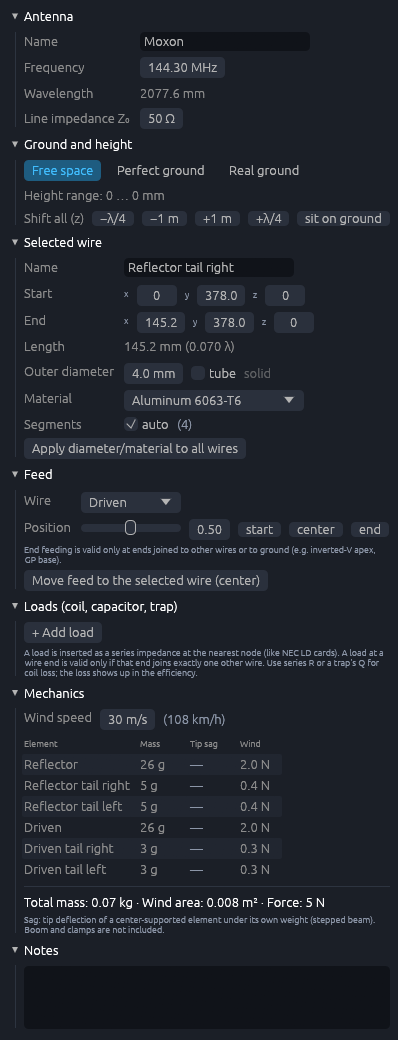 Antenna
Name Moxon
Frequency 144.30 MHz
Wavelength 2077.6 mm
Line impedance Z₀ 50 Ω
Ground and height
Free space Perfect ground Real ground
Height range: 0 … 0 mm
Shift all (z) −λ/4 −1 m +1 m +λ/4 sit on ground
Selected wire
Name Reflector tail right
Start x 0 y 378.0 z 0
End x 145.2 y 378.0 z 0
Length 145.2 mm (0.070 λ)
Outer diameter 4.0 mm tube solid
Material Aluminum 6063-T6
Segments auto (4)
Apply diameter/material to all wires
Feed
Wire Driven
Position 0.50 start center end
End feeding is valid only at ends joined to other wires or to ground (e.g. inverted-V apex,
GP base).
Move feed to the selected wire (center)
Loads (coil, capacitor, trap)
+ Add load
A load is inserted as a series impedance at the nearest node (like NEC LD cards). A load at a
wire end is valid only if that end joins exactly one other wire. Use series R or a trap's Q for
coil loss; the loss shows up in the efficiency.
Mechanics
Wind speed 30 m/s (108 km/h)
Element Mass Tip sag Wind
Reflector 26 g — 2.0 N
Reflector tail right 5 g — 0.4 N
Reflector tail left 5 g — 0.4 N
Driven 26 g — 2.0 N
Driven tail right 3 g — 0.3 N
Driven tail left 3 g — 0.3 N
Total mass: 0.07 kg · Wind area: 0.008 m² · Force: 5 N
Sag: tip deflection of a center-supported element under its own weight (stepped beam).
Boom and clamps are not included.
Notes